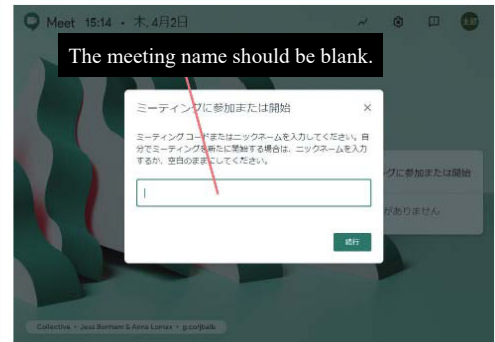 Meet 15:14 • 木, 4月2日
The meeting name should be blank.
ミーティングに参加または開始
ミーティング コードまたはニックネームを入力してください。自
分でミーティングを新たに開始する場合は、ニックネームを入力
するか、空白のままにしてください。
グに参加または開始
がありません
続行
Collective • Jess Bonham & Anna Lomax •